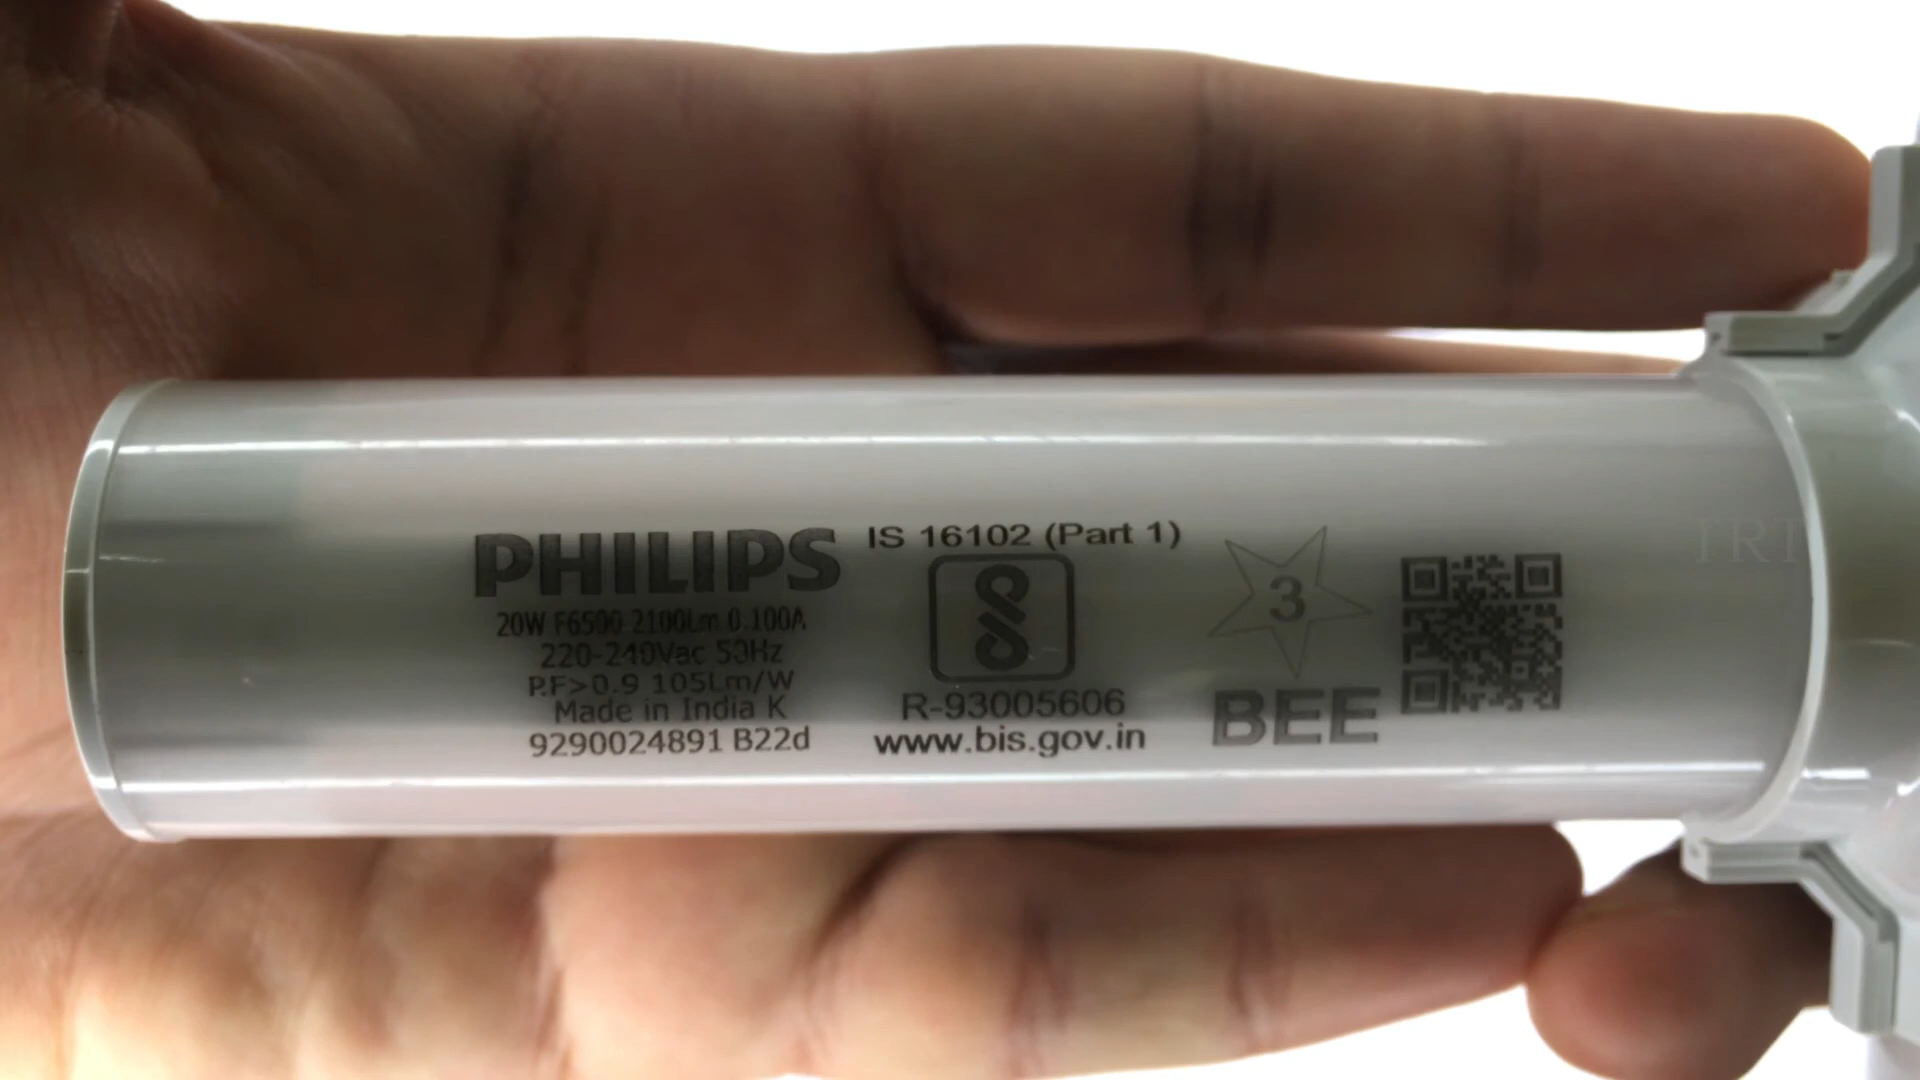 PHILIPS
20W F6500 2100Lm 0.100A
220-240Vac 50Hz
P.F>0.9 105Lm/W
Made in India K
9290024891 B22d
IS 16102 (Part 1)
R-93005606
www.bis.gov.in
3
BEE
TRT